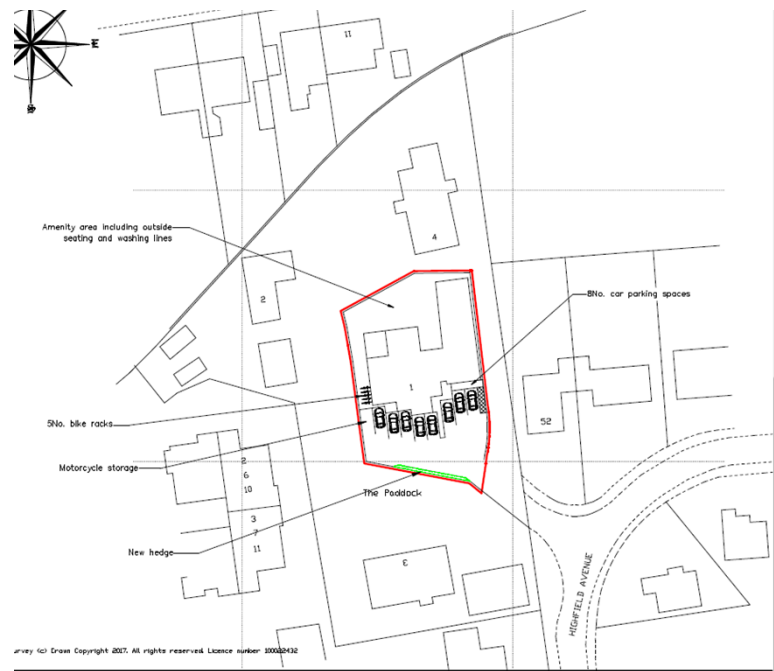 11
E
S
4
Amenity area including outside
seating and washing lines
2
8No. car parking spaces
1
5No. bike racks
52
Motorcycle storage
2
6
10
The Paddock
3
7
11
New hedge
3
HIGHFIELD AVENUE
urvey (c) Crown Copyright 2017. All rights reserved. Licence number 100022432